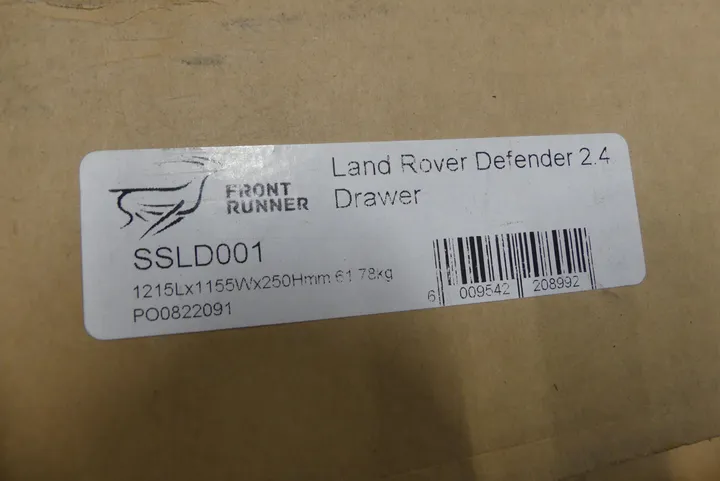 FRONT
RUNNER
Land Rover Defender 2.4
Drawer
SSLD001
1215Lx1155Wx250Hmm 61.78kg
PO0822091
6 009542 208992